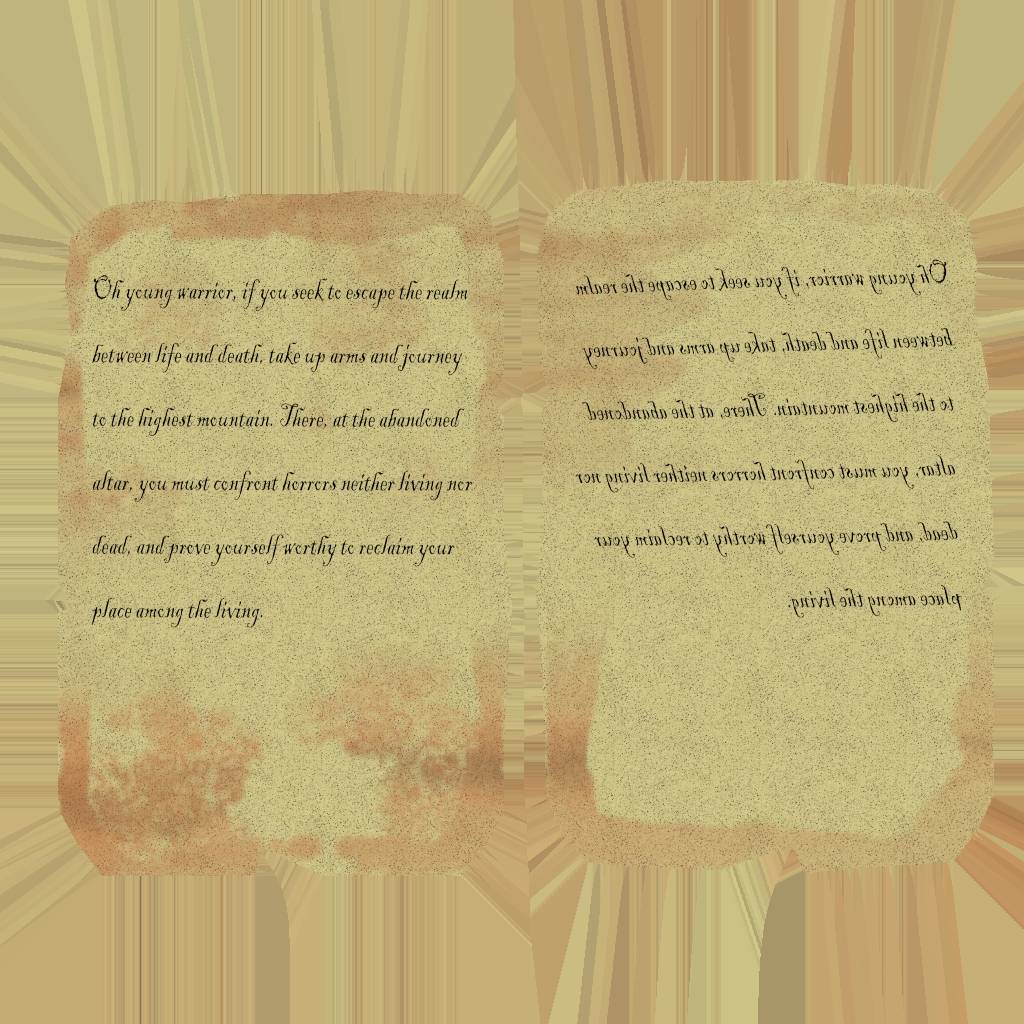 Oh young warrior, if you seek to escape the realm
between life and death, take up arms and journey
to the highest mountain. There, at the abandoned
altar, you must confront horrors neither living nor
dead, and prove yourself worthy to reclaim your
place among the living.
Oh young warrior, if you seek to escape the realm
between life and death, take up arms and journey
to the highest mountain. There, at the abandoned
altar, you must confront horrors neither living nor
dead, and prove yourself worthy to reclaim your
place among the living.